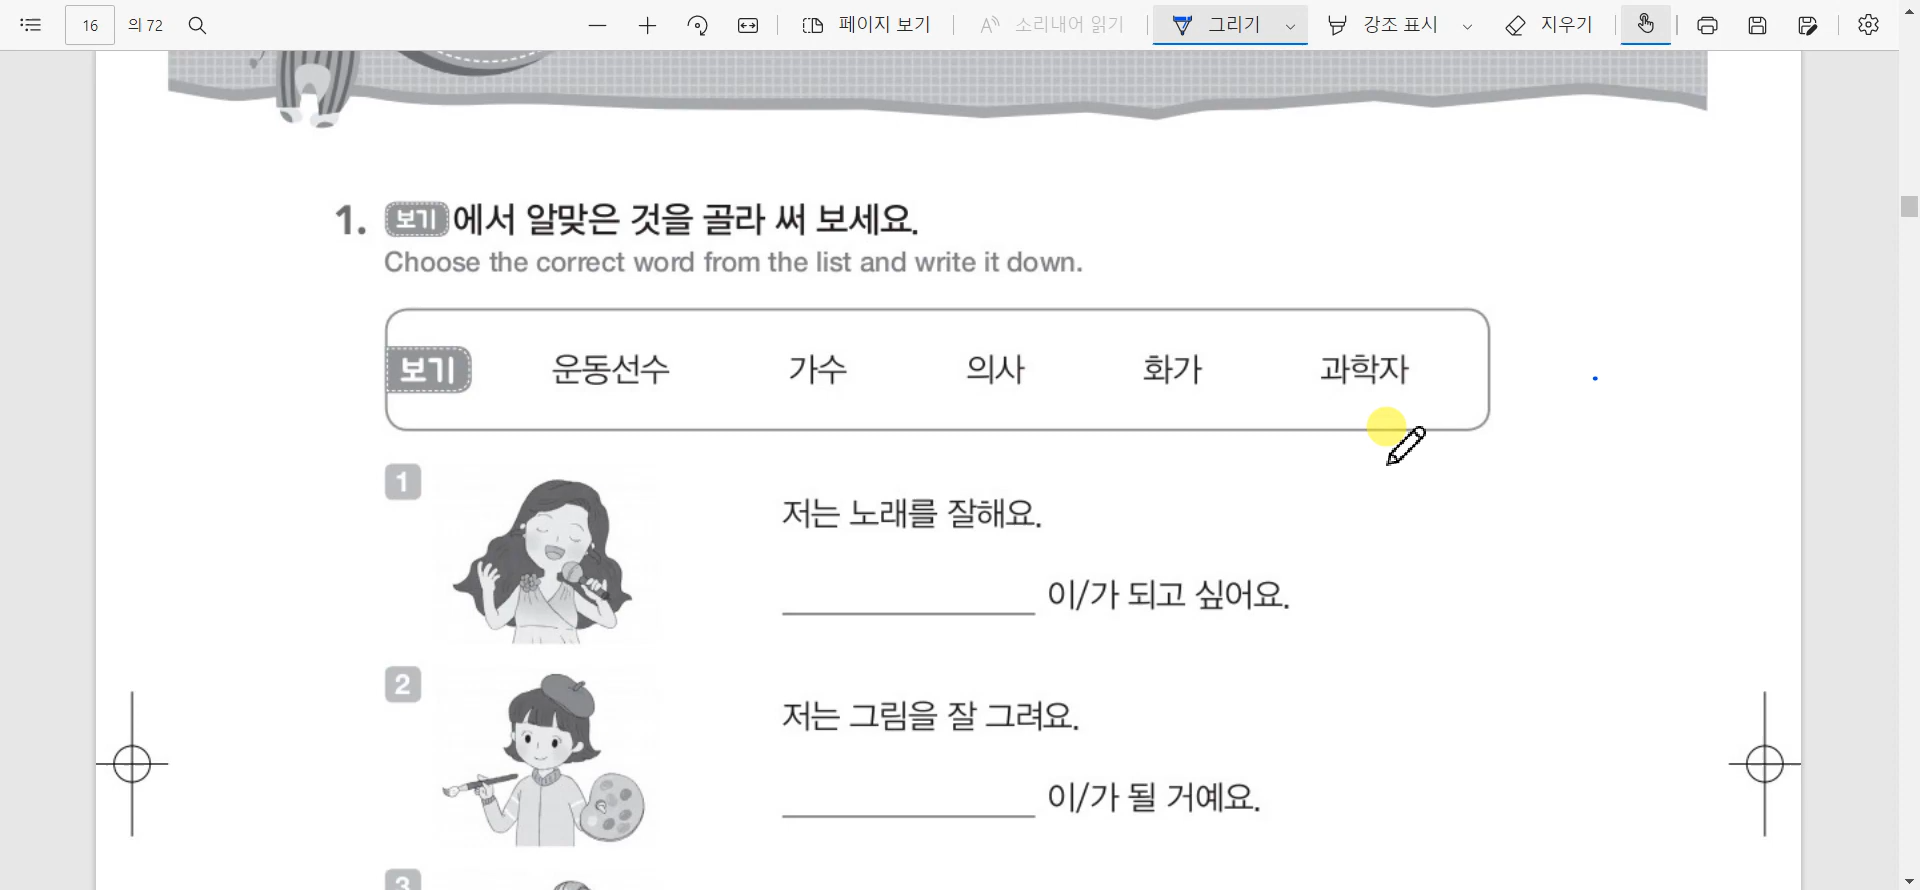 16 의 72 페이지 보기 소리내어 읽기 그리기 강조 표시 지우기
1. 보기 에서 알맞은 것을 골라 써 보세요.
Choose the correct word from the list and write it down.
보기 운동선수 가수 의사 화가 과학자
1
저는 노래를 잘해요.
이/가 되고 싶어요.
2
저는 그림을 잘 그려요.
이/가 될 거예요.
3